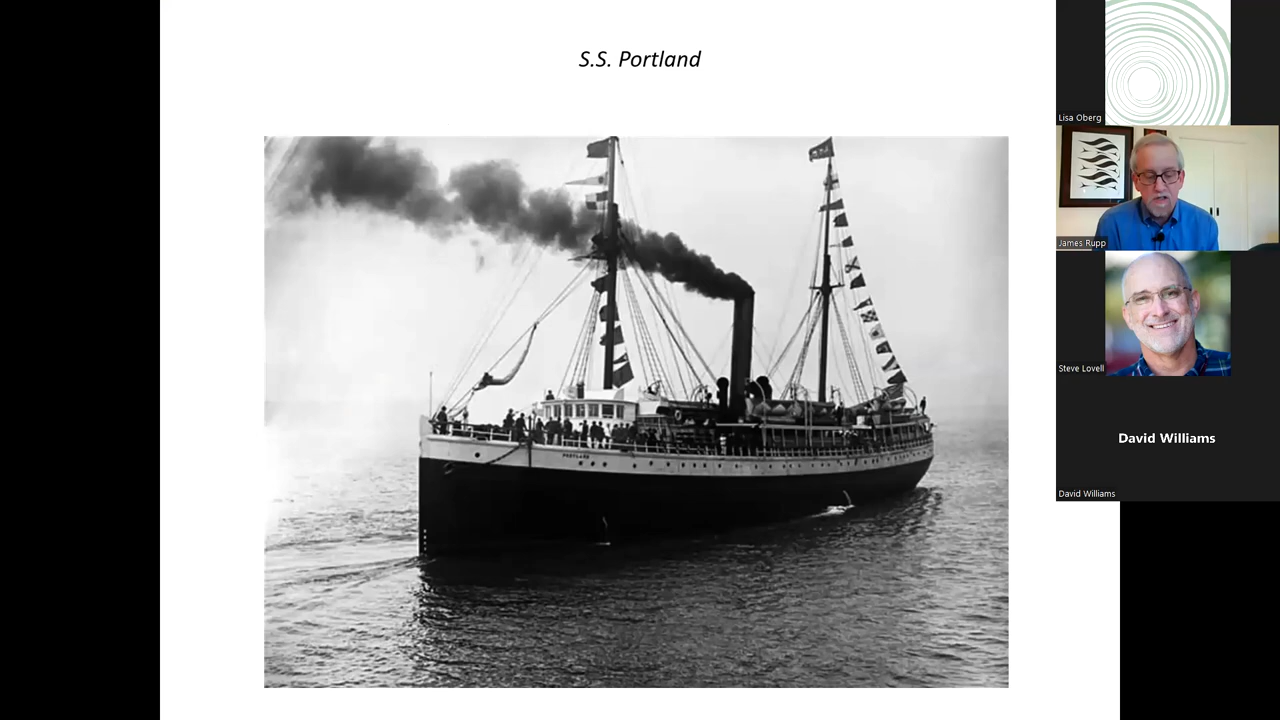 S.S. Portland
PORTLAND
Lisa Oberg
James Rupp
Steve Lovell
David Williams
David Williams